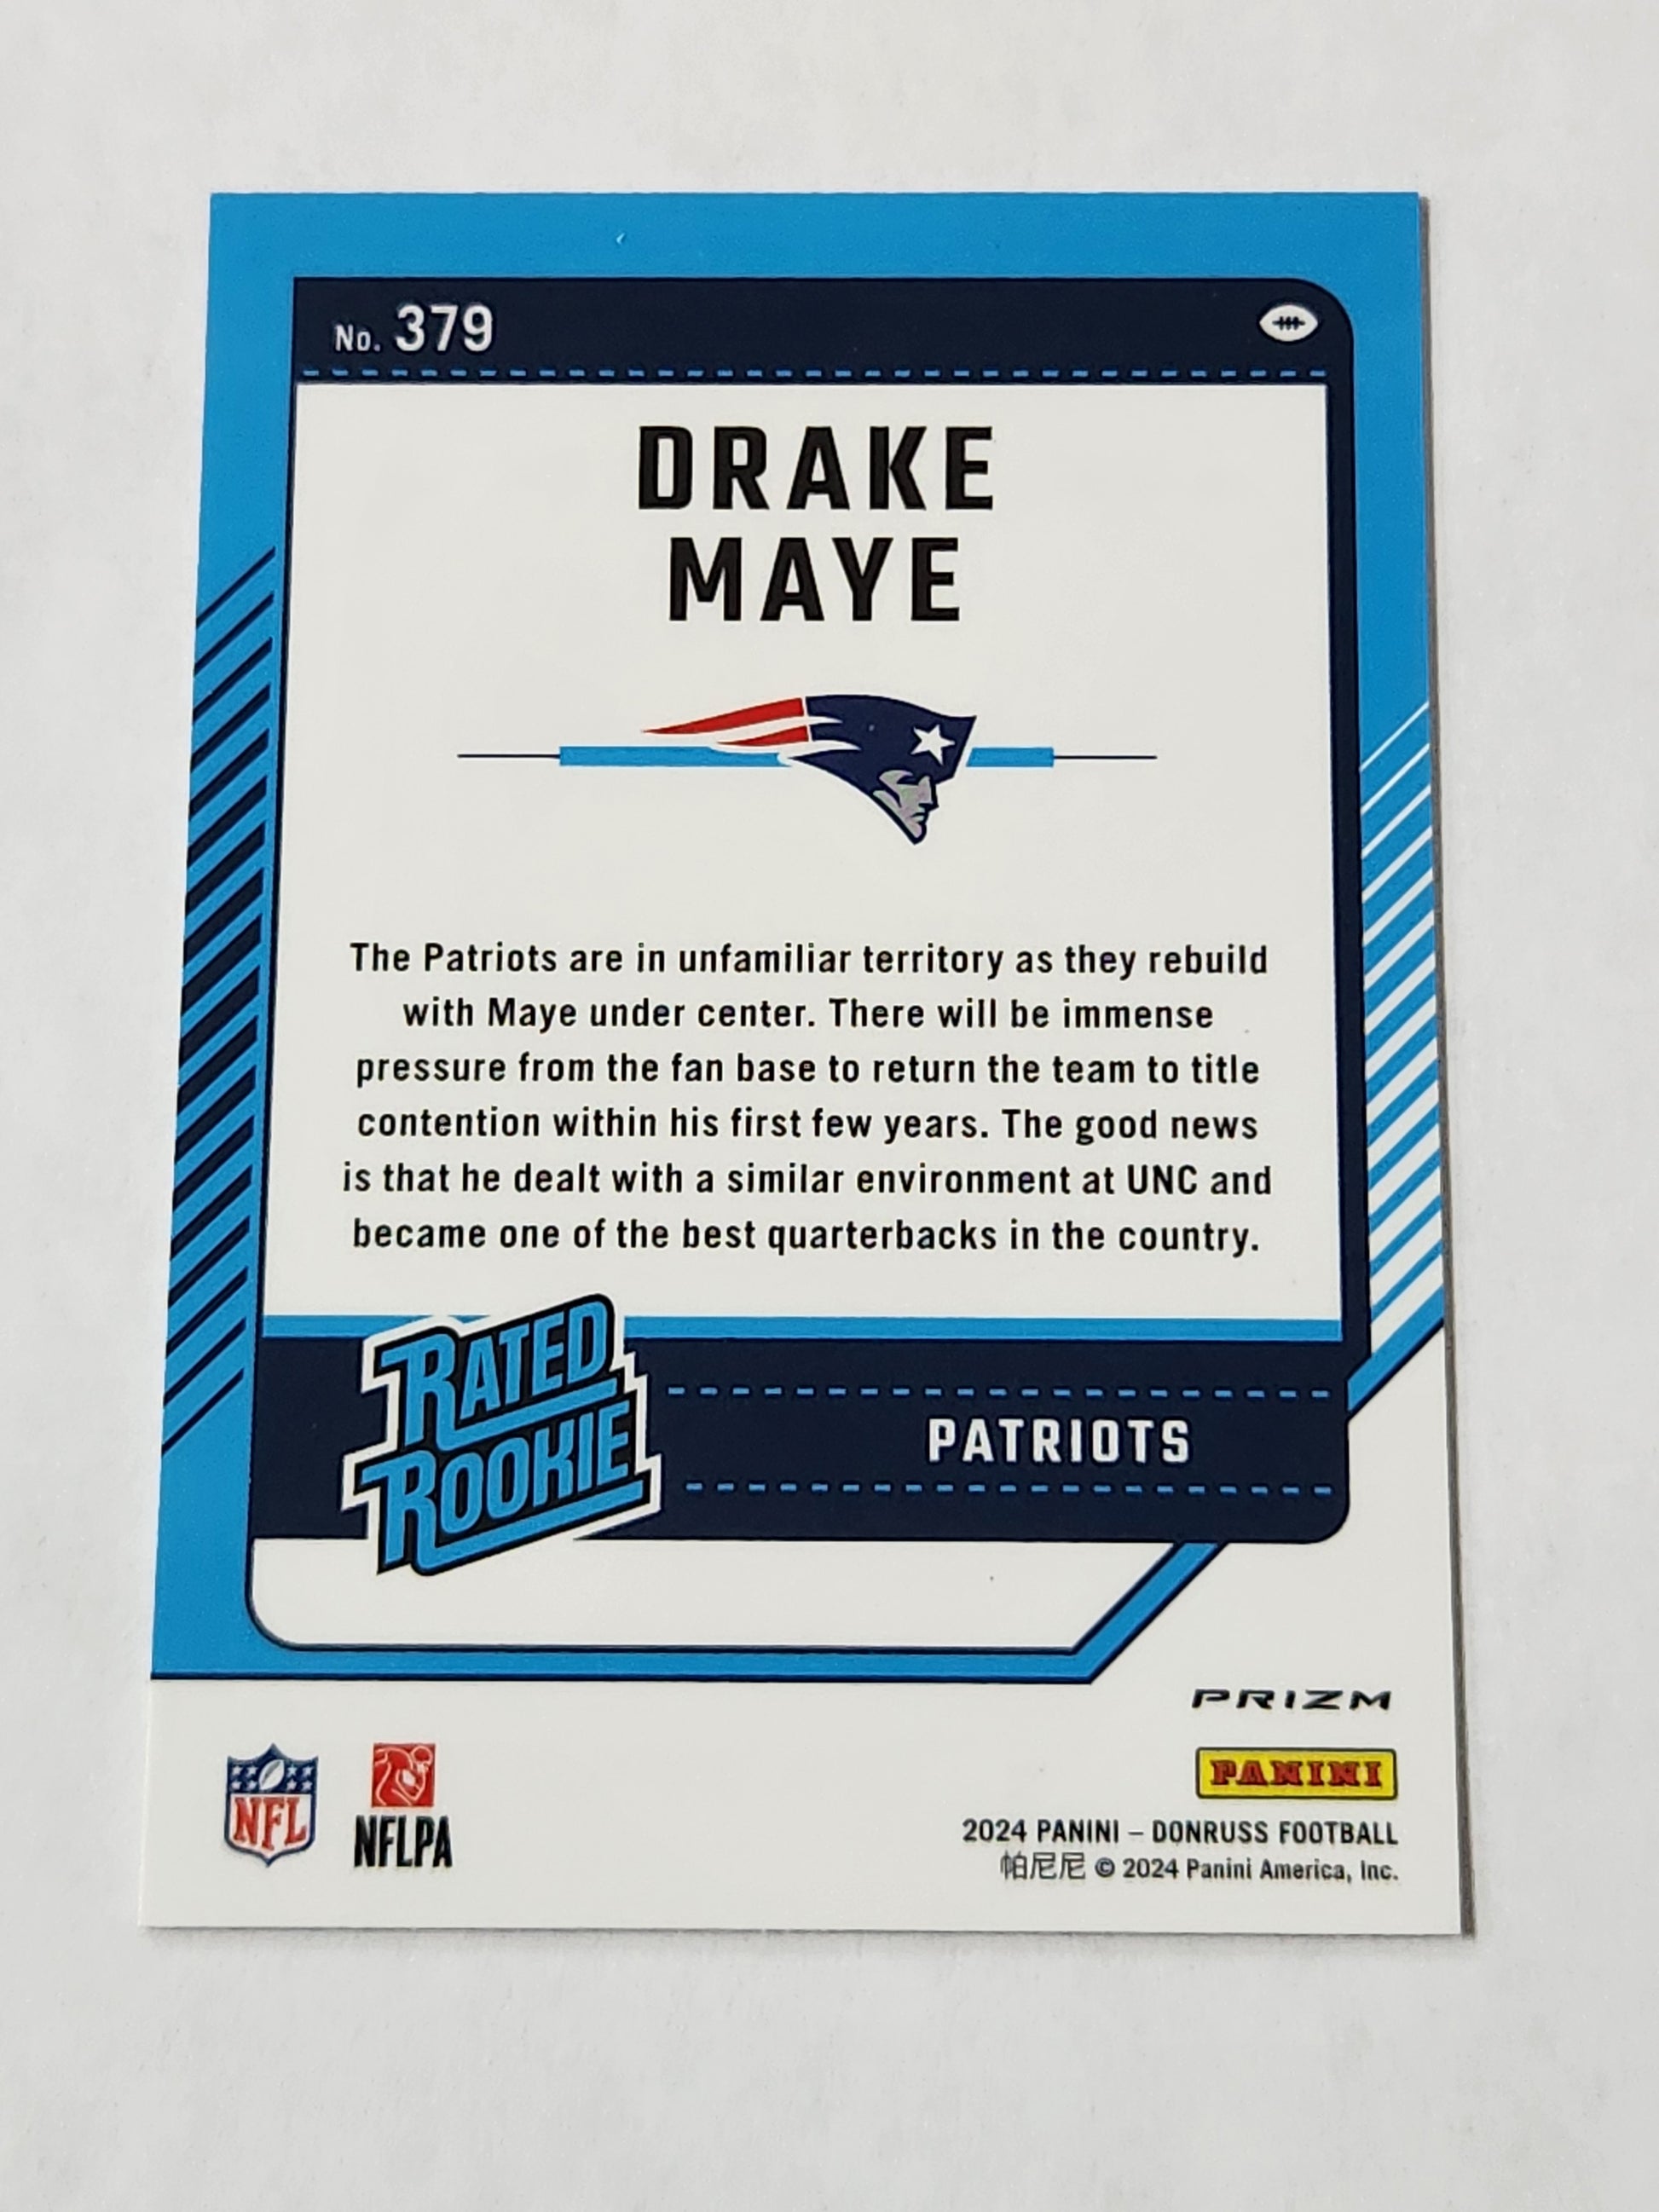 No. 379
DRAKE
MAYE
The Patriots are in unfamiliar territory as they rebuild
with Maye under center. There will be immense
pressure from the fan base to return the team to title
contention within his first few years. The good news
is that he dealt with a similar environment at UNC and
became one of the best quarterbacks in the country.
RATED
ROOKIE
PATRIOTS
PRIZM
NFL
NFLPA
PANINI
2024 PANINI – DONRUSS FOOTBALL
帕尼尼 © 2024 Panini America, Inc.